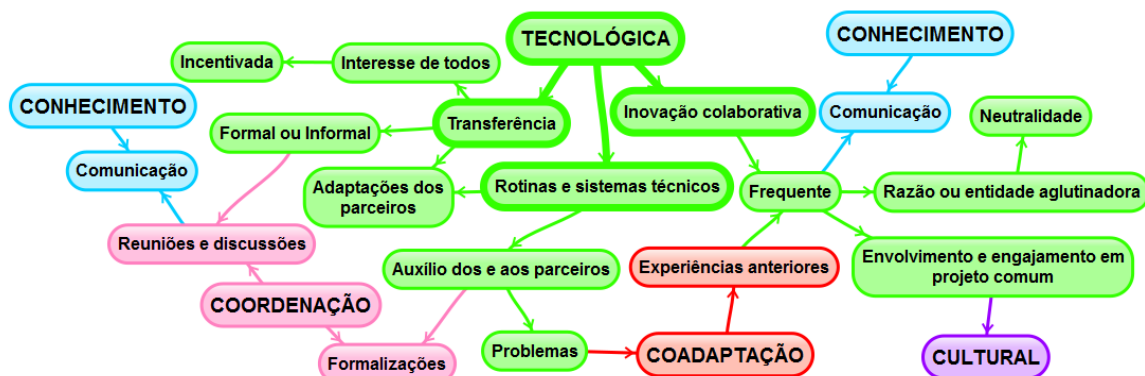 TECNOLÓGICA
CONHECIMENTO
Incentivada
Interesse de todos
CONHECIMENTO
Transferência
Inovação colaborativa
Comunicação
Neutralidade
Formal ou Informal
Comunicação
Adaptações dos
parceiros
Rotinas e sistemas técnicos
Frequente
Razão ou entidade aglutinadora
Reuniões e discussões
Auxílio dos e aos parceiros
Experiências anteriores
Envolvimento e engajamento em
projeto comum
COORDENAÇÃO
Formalizações
Problemas
COADAPTAÇÃO
CULTURAL